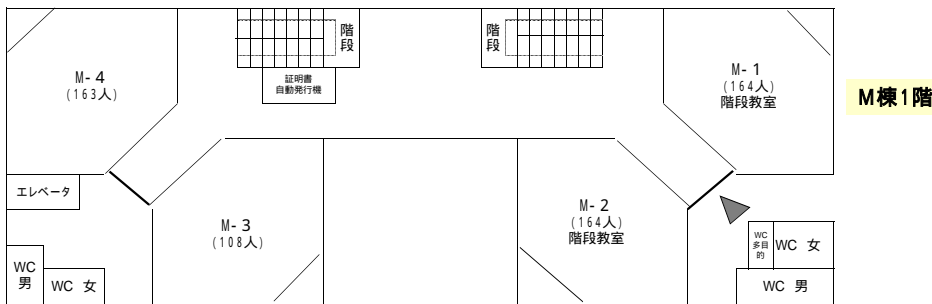 階段
階段
証明書
自動発行機
M-4
(163人)
M-1
(164人)
階段教室
M棟1階
エレベータ
M-3
(108人)
M-2
(164人)
階段教室
WC
男
WC 女
WC
多目的
WC 女
WC 男